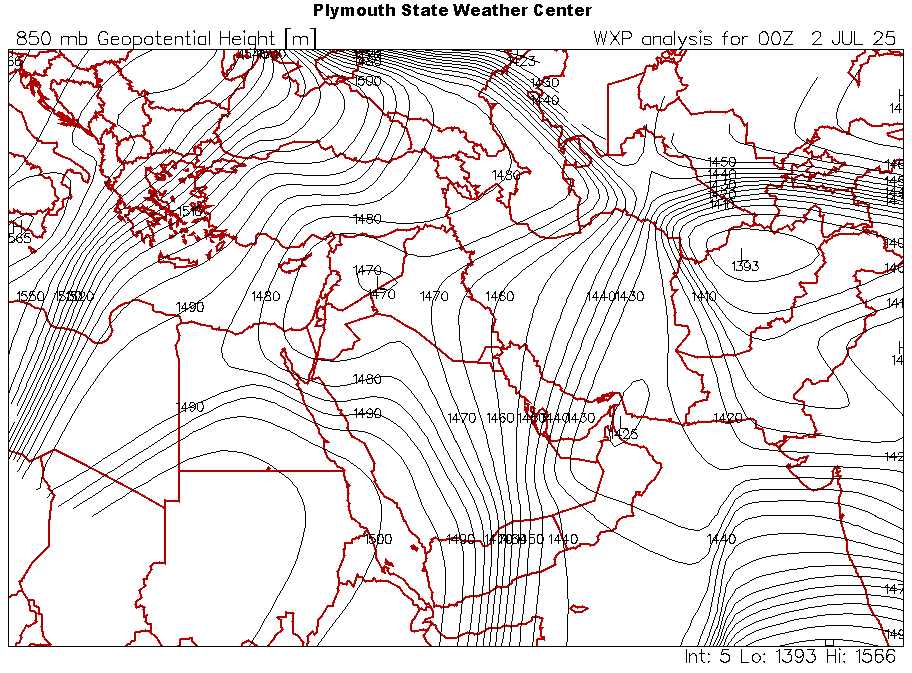 Plymouth State Weather Center
850 mb Geopotential Height [m] WXP analysis for 00Z 2 JUL 25
1423
1430
1500
1440
1450
1480
1440
1510
1480
1393
1470
1550 1480 1470 1470 1460 1440 1430 1410
1490
1480
1490 1490
1470 1460 1440 1430 1420
L
1425
1500 1490 1450 1440 1440
Int: 5 Lo: 1393 Hi: 1566